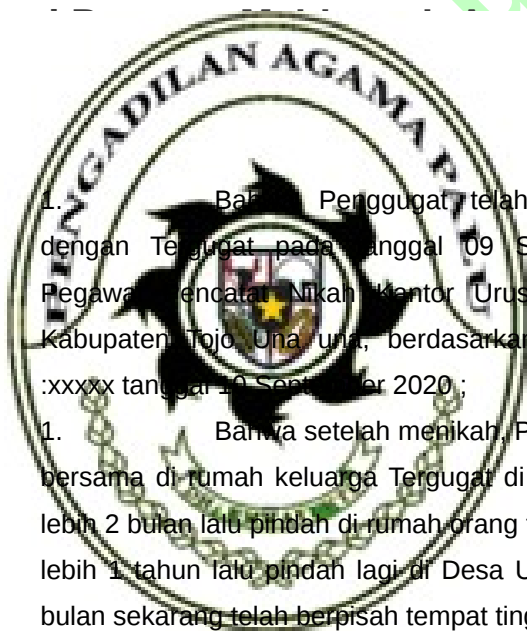 PENGADILAN AGAMA PALU
1. Bahwa Penggugat telah
dengan Tergugat pada tanggal 09 S
Pegawai Pencatat Nikah Kantor Urus
Kabupaten Tojo Una una, berdasarkan
:xxxxx tanggal 10 September 2020 ;
1. Bahwa setelah menikah, P
bersama di rumah keluarga Tergugat di
lebih 2 bulan lalu pindah di rumah orang
lebih 1 tahun lalu pindah lagi di Desa U
bulan sekarang telah berpisah tempat ting